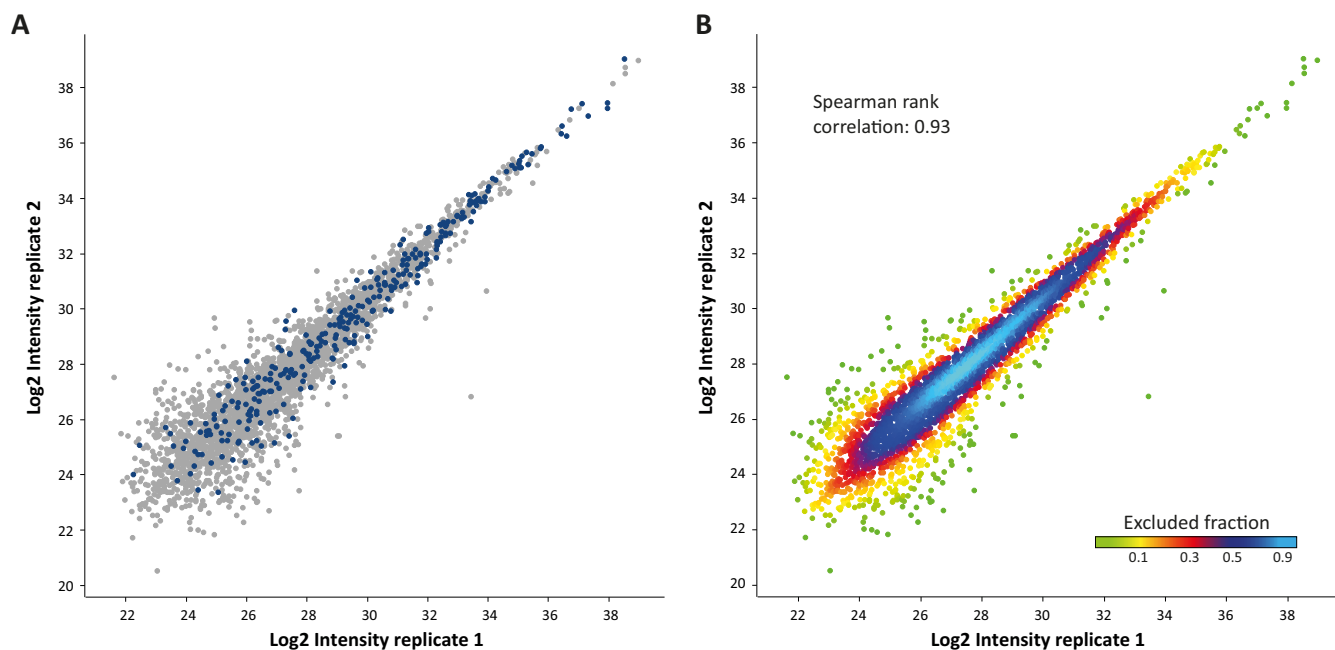 A
Log2 Intensity replicate 2
38
36
34
32
30
28
26
24
22
20
22 24 26 28 30 32 34 36 38
Log2 Intensity replicate 1
B
Spearman rank
correlation: 0.93
Log2 Intensity replicate 2
38
36
34
32
30
28
26
24
22
20
Excluded fraction
0.1 0.3 0.5 0.9
22 24 26 28 30 32 34 36 38
Log2 Intensity replicate 1